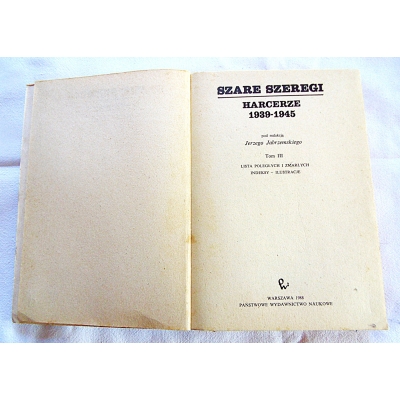 SZARE SZEREGI
HARCERZE
1939-1945
pod redakcją
Jerzego Jabrzemskiego
Tom III
LISTA POLEGŁYCH I ZMARŁYCH
INDEKSY – ILUSTRACJE
WARSZAWA 1988
PAŃSTWOWE WYDAWNICTWO NAUKOWE